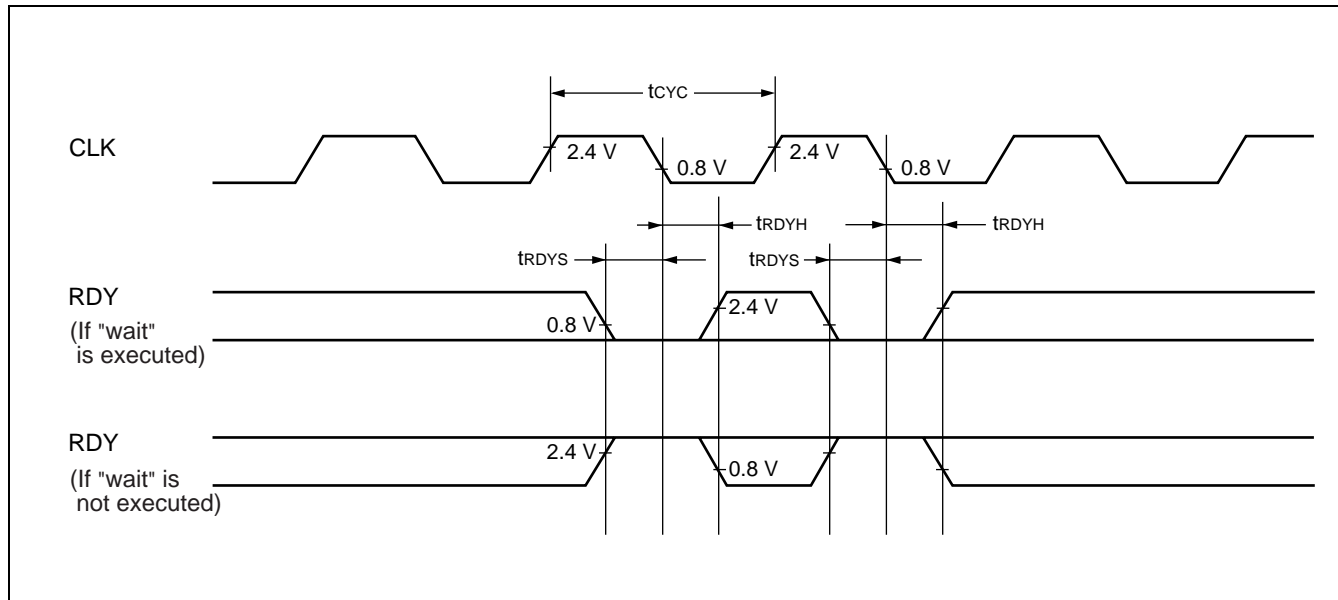 tCYC
CLK
2.4 V
0.8 V
2.4 V
0.8 V
tRDYH
tRDYH
tRDYS
tRDYS
RDY
(If "wait"
is executed)
0.8 V
2.4 V
RDY
(If "wait" is
not executed)
2.4 V
0.8 V